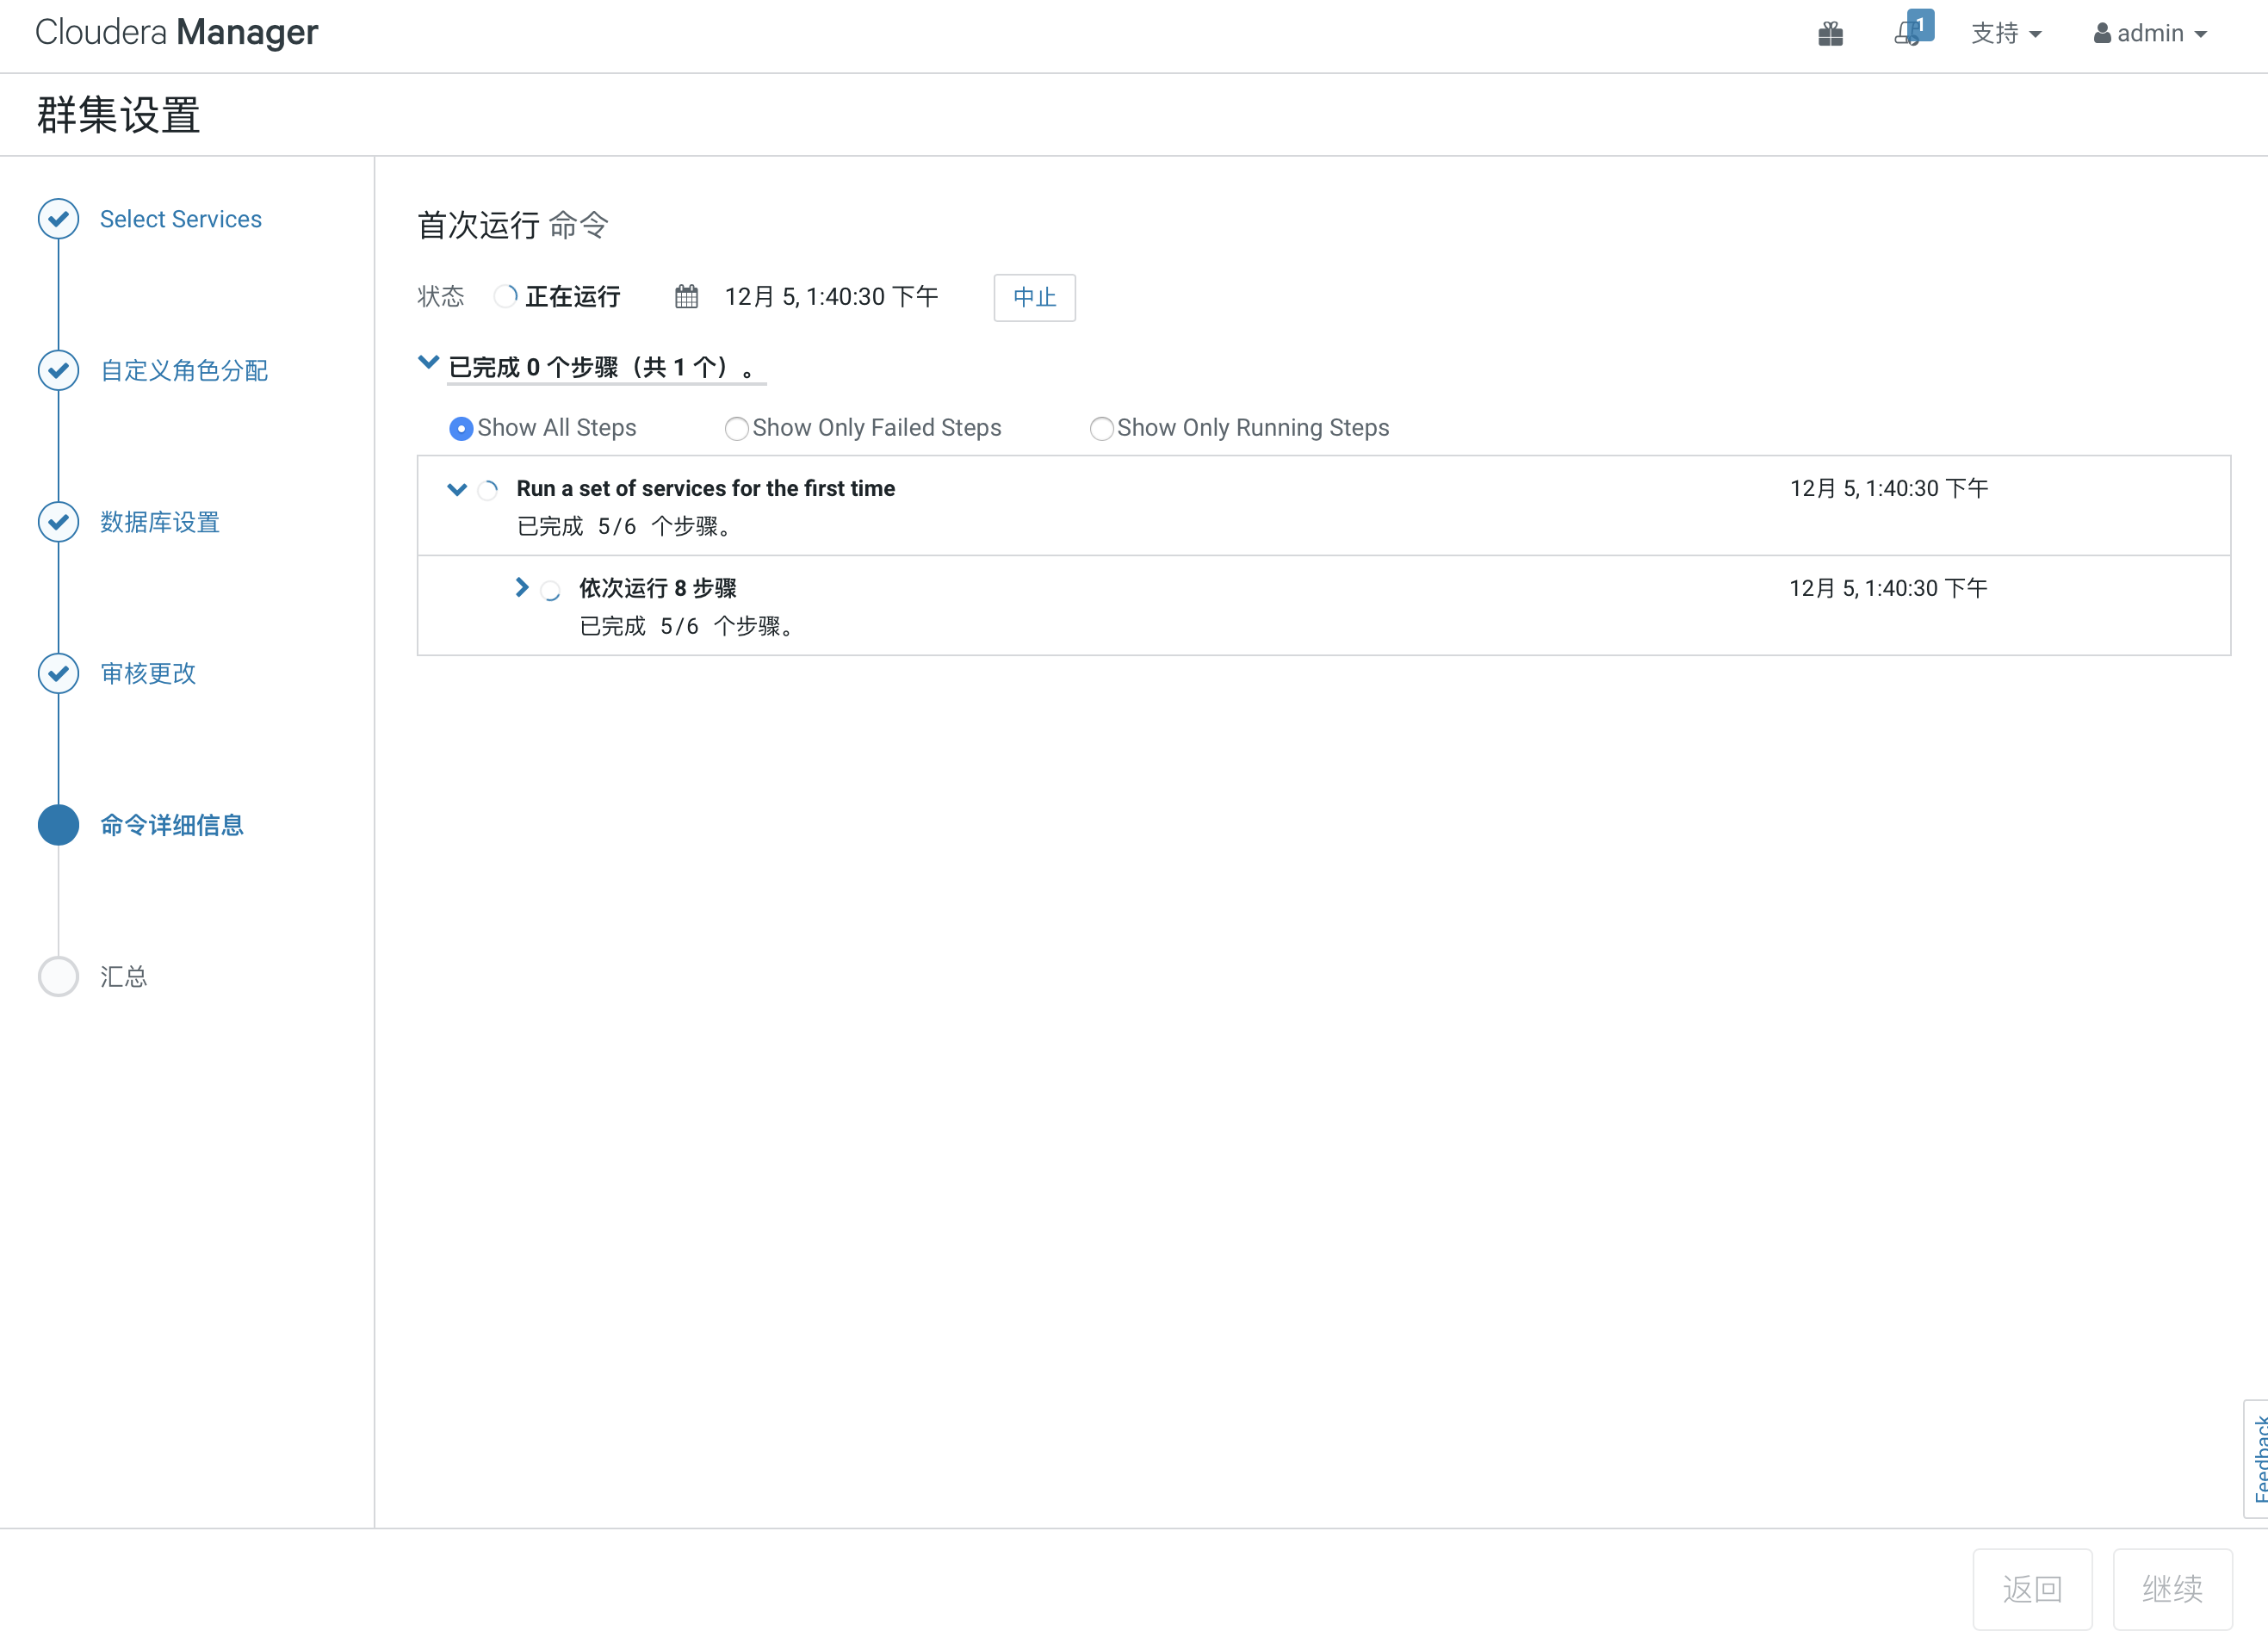 Cloudera Manager
1
支持
admin
群集设置
Select Services
自定义角色分配
数据库设置
审核更改
命令详细信息
汇总
首次运行 命令
状态 正在运行 12月 5, 1:40:30 下午 中止
已完成 0 个步骤（共 1 个）。
Show All Steps Show Only Failed Steps Show Only Running Steps
Run a set of services for the first time 12月 5, 1:40:30 下午
已完成 5/6 个步骤。
依次运行 8 步骤 12月 5, 1:40:30 下午
已完成 5/6 个步骤。
Feedback
返回 继续